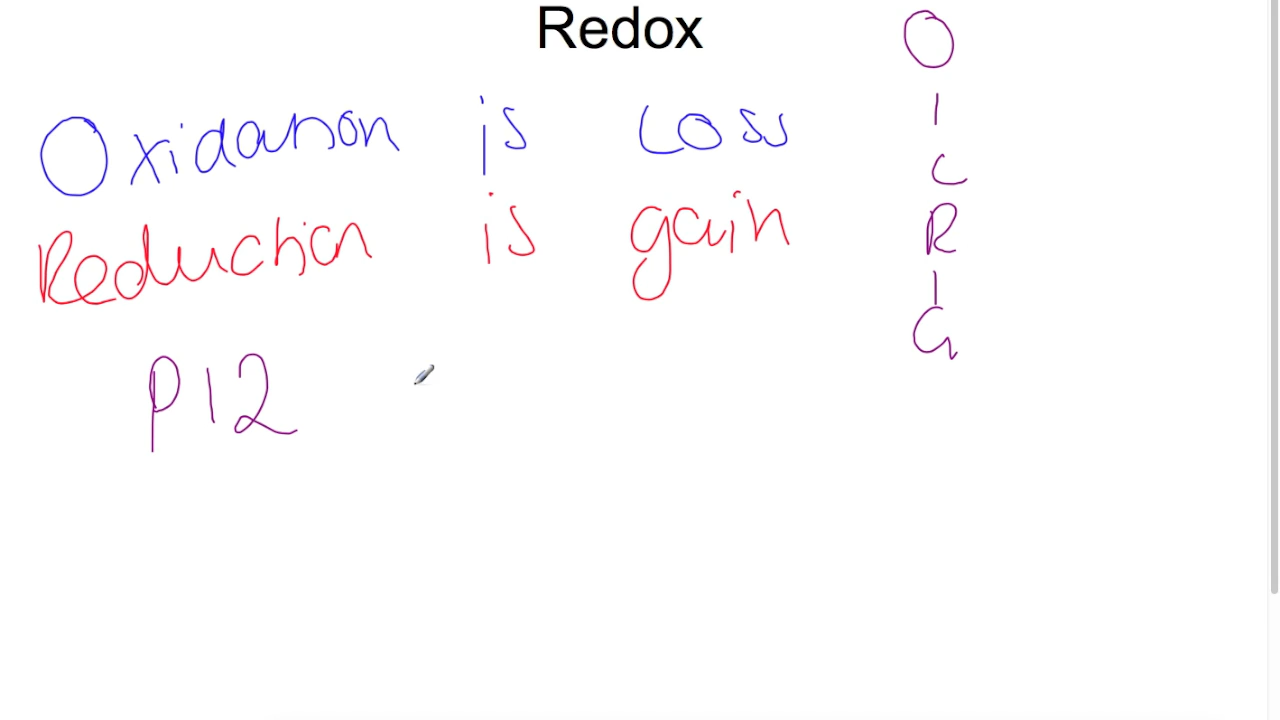 Redox
Oxidation is Loss
Reduction is gain
P12
O
I
L
R
I
G